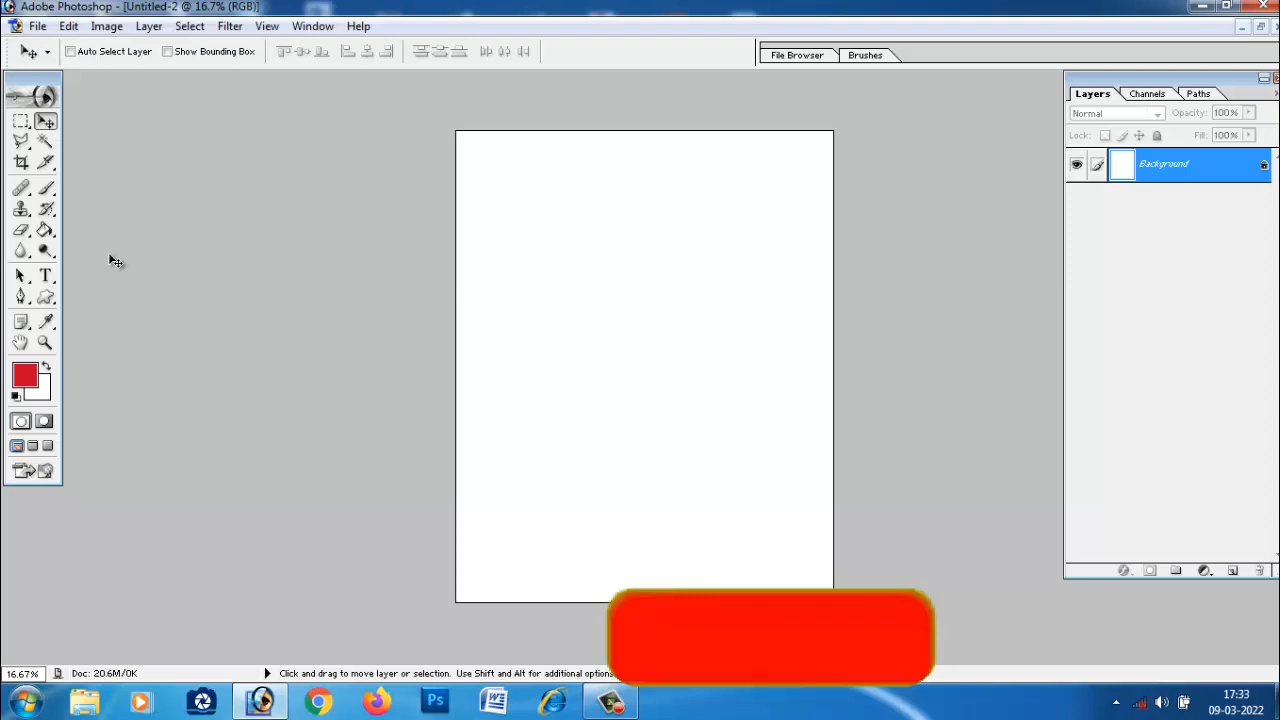 Adobe Photoshop - [Untitled-2 @ 16.7% (RGB)]
File Edit Image Layer Select Filter View Window Help
Auto Select Layer Show Bounding Box
File Browser Brushes
Layers Channels Paths
Normal Opacity: 100%
Lock: Fill: 100%
Background
T
16.67% Doc: 20.6M/0K Click and drag to move layer or selection. Use Shift and Alt for additional options
Ps
W
17:33
09-03-2022